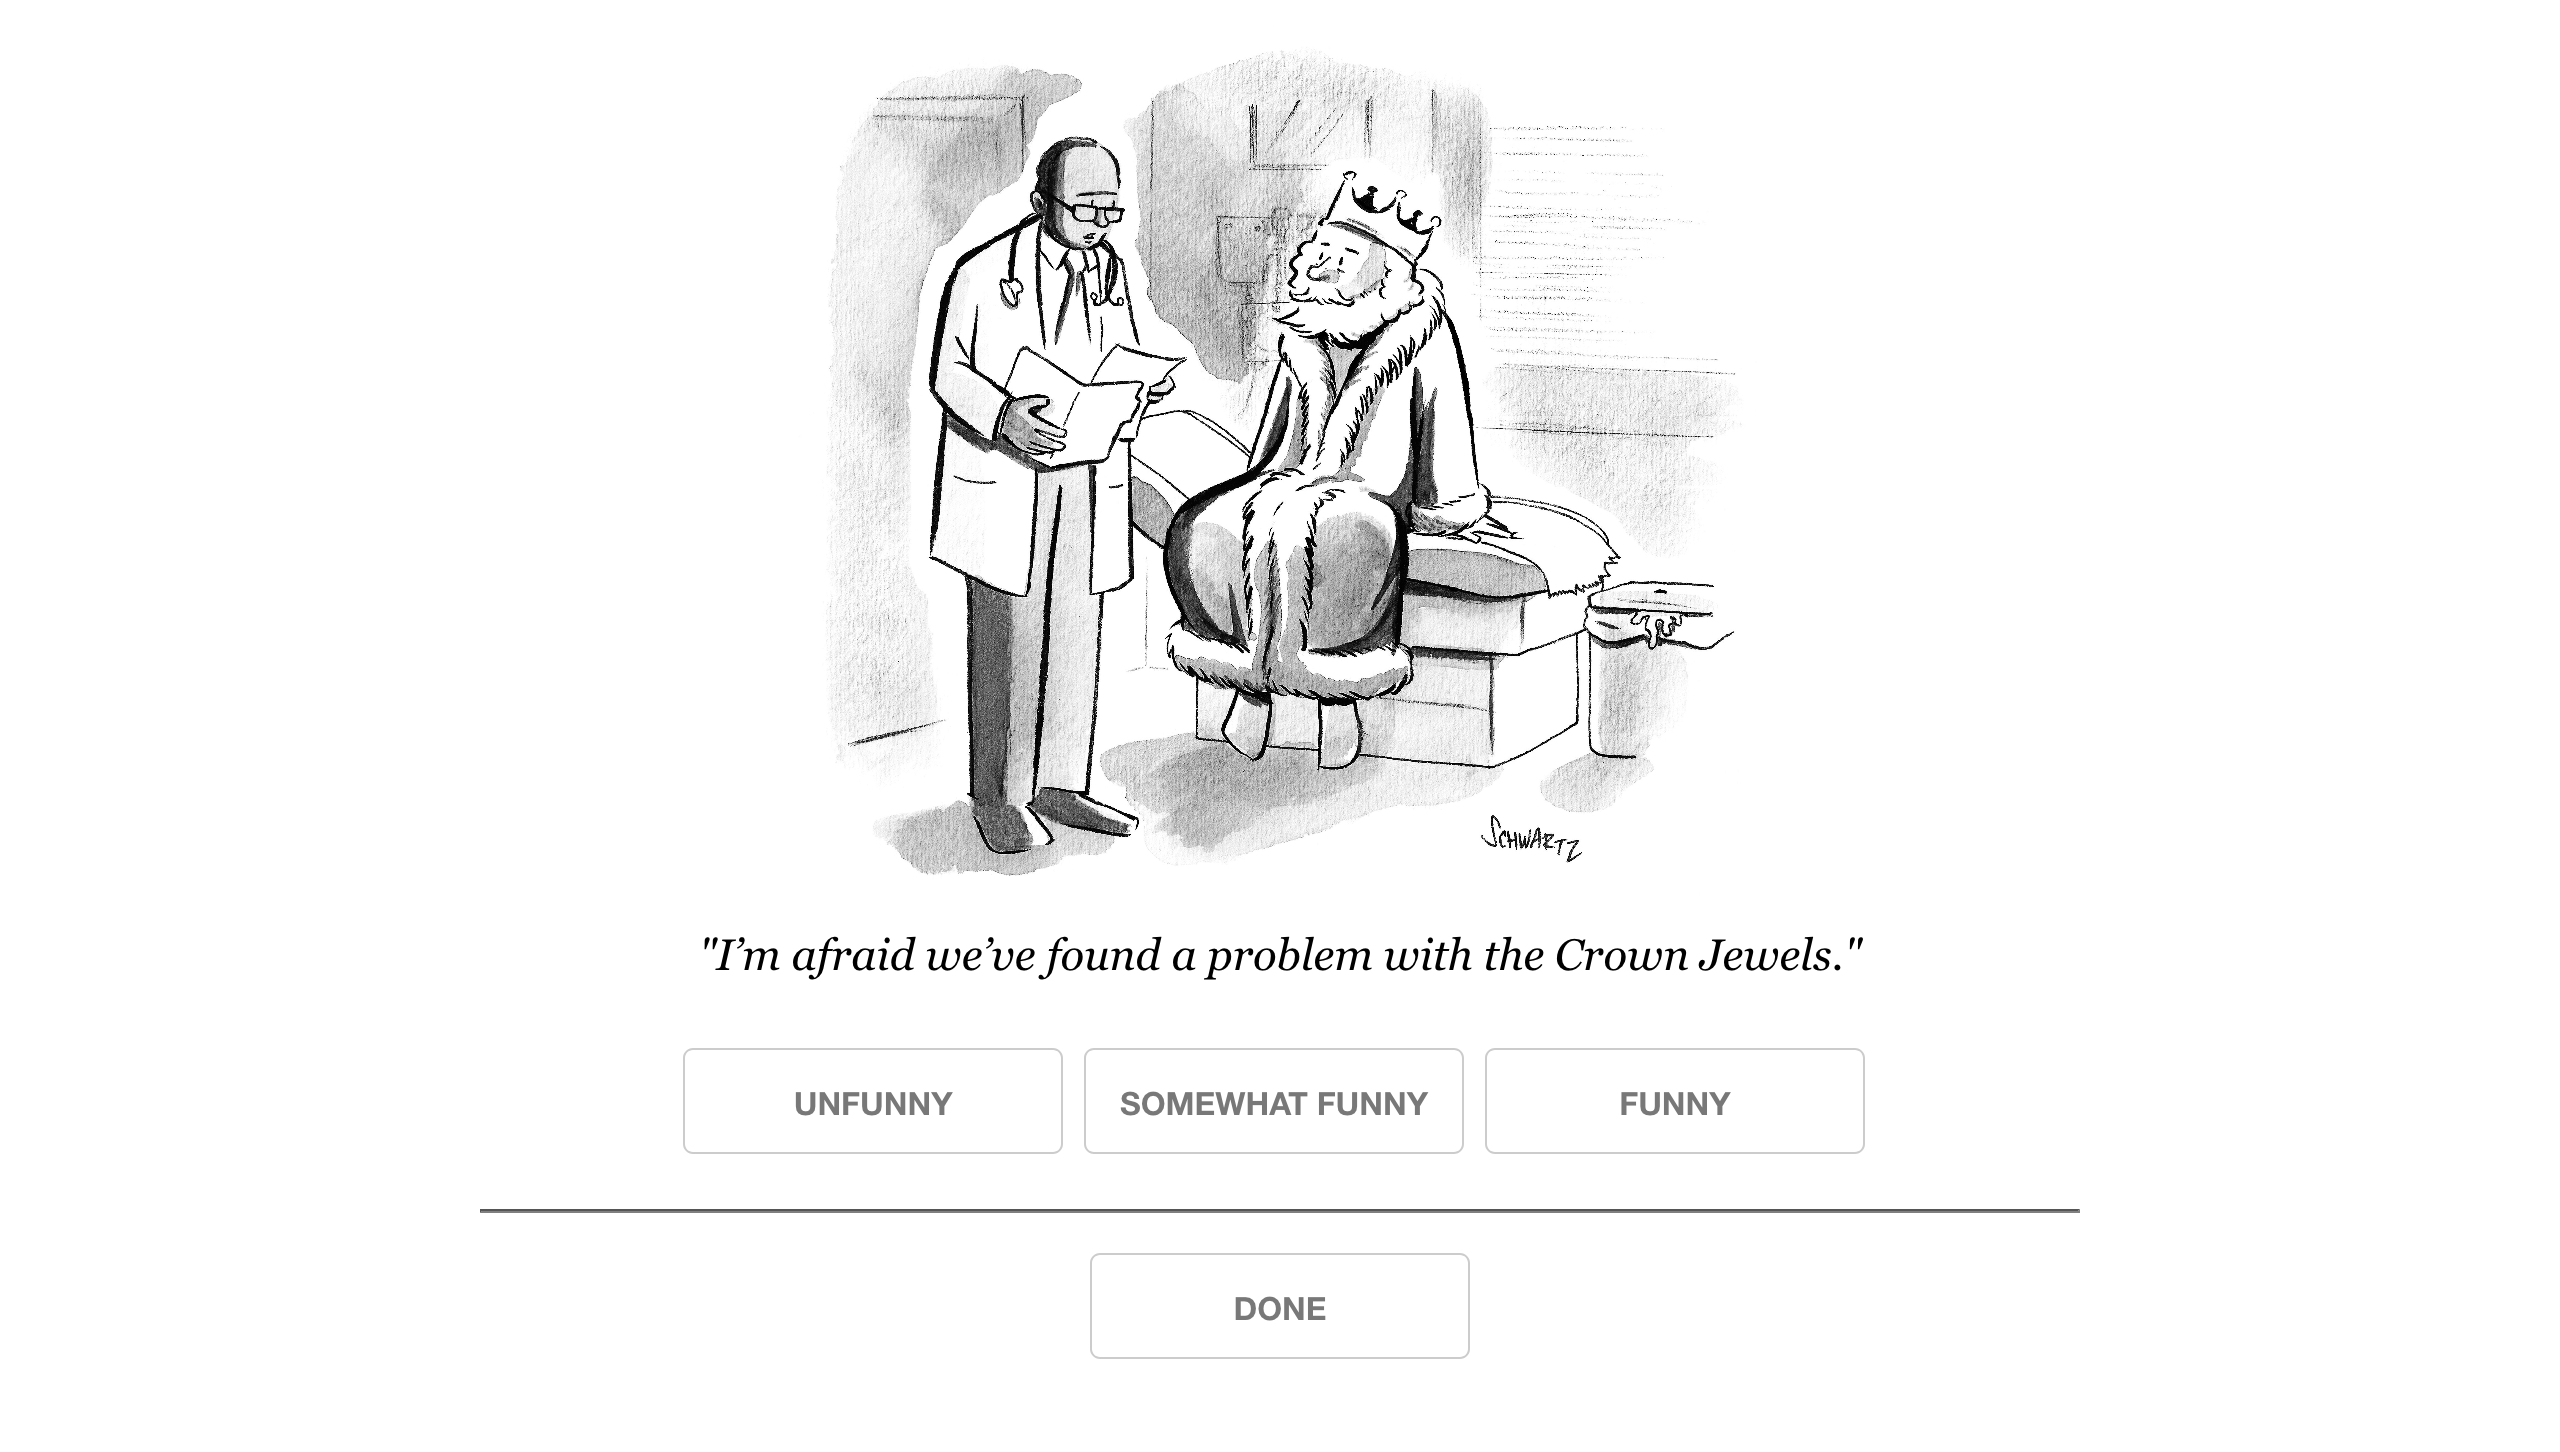 SCHWARTZ
"I’m afraid we’ve found a problem with the Crown Jewels."
UNFUNNY
SOMEWHAT FUNNY
FUNNY
DONE